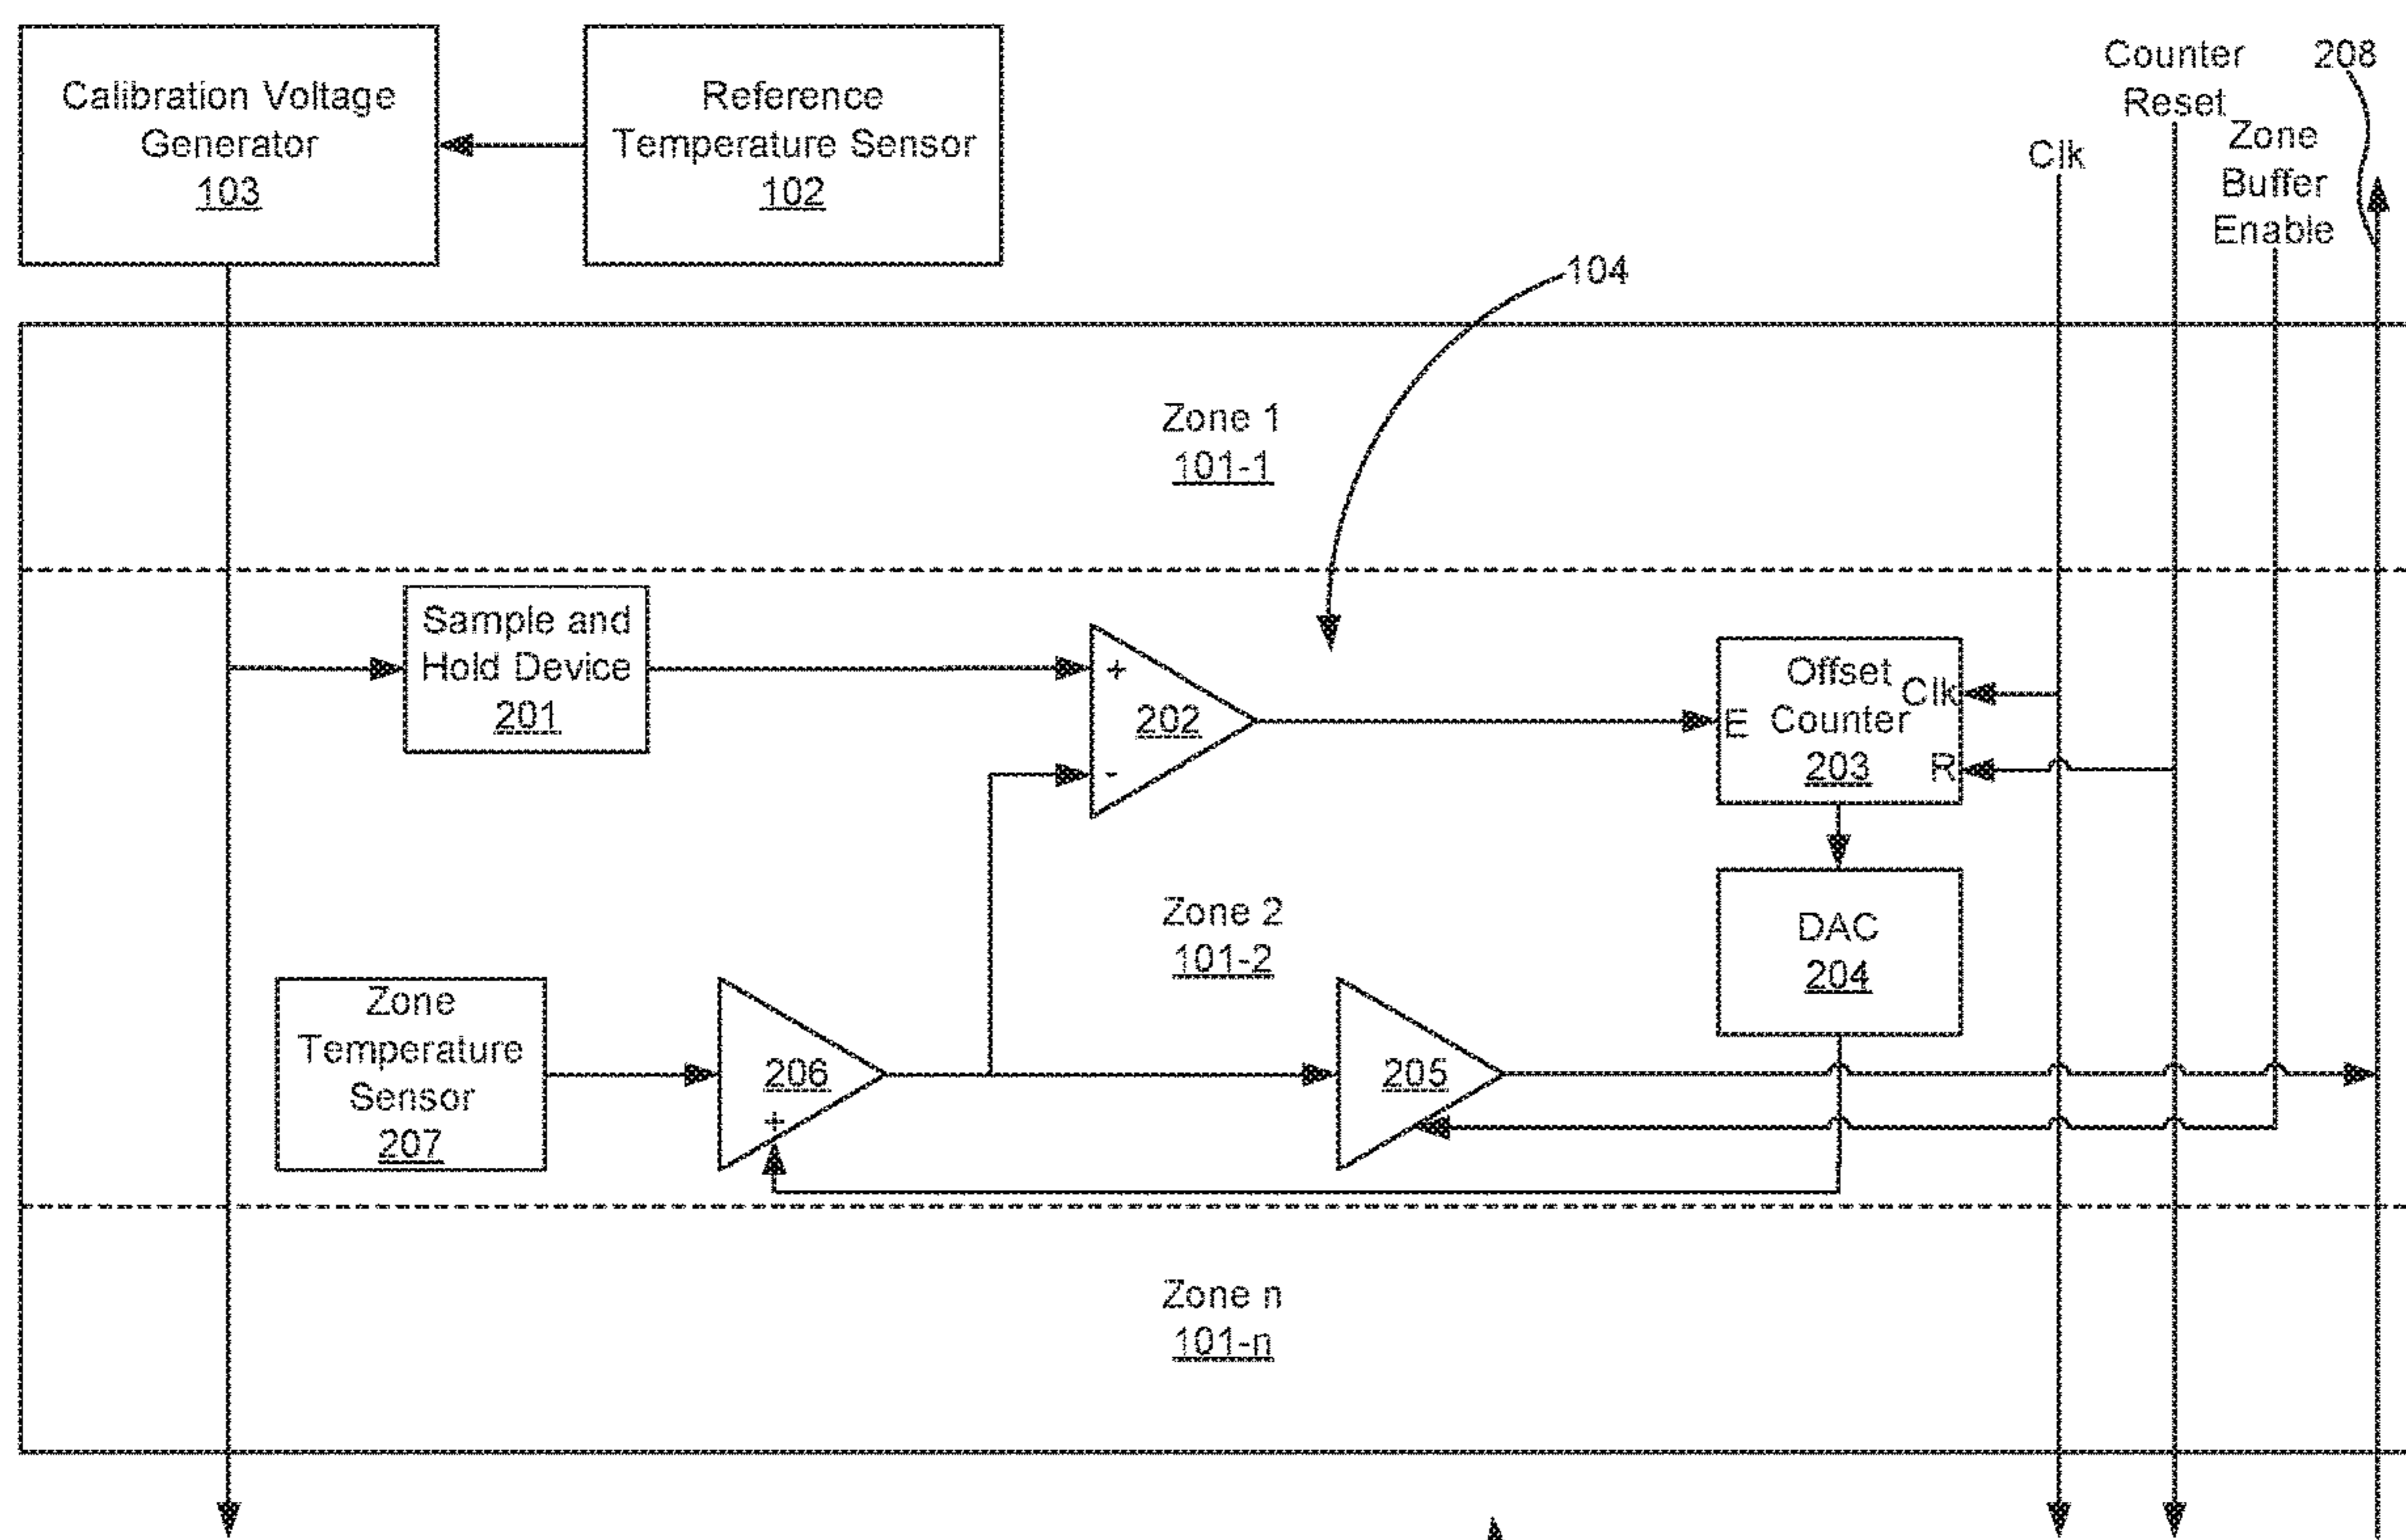 Calibration Voltage
Generator
103
Reference
Temperature Sensor
102
Counter
Reset
208
Zone
Buffer
Enable
Clk
104
Zone 1
101-1
Sample and
Hold Device
201
+
-
202
Offset
Counter
203
E
Clk
R
Zone 2
101-2
DAC
204
Zone
Temperature
Sensor
207
206
+
205
Zone n
101-n